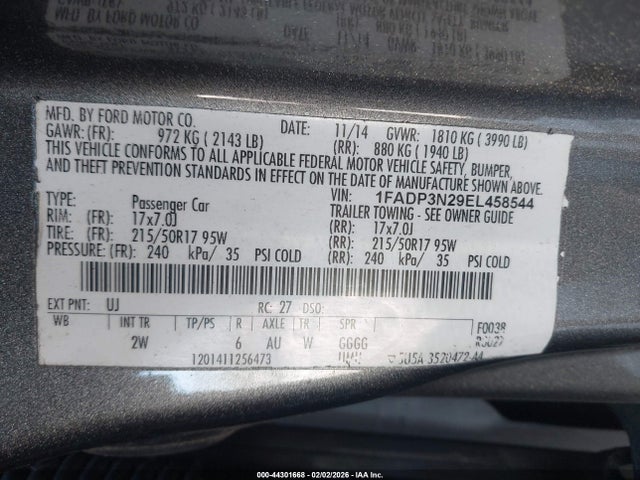 MFD. BY FORD MOTOR CO.
DATE: 11/14 GVWR: 1810 KG ( 3990 LB)
GAWR: (FR): 972 KG ( 2143 LB) (RR): 880 KG ( 1940 LB)
THIS VEHICLE CONFORMS TO ALL APPLICABLE FEDERAL MOTOR VEHICLE SAFETY, BUMPER,
AND THEFT PREVENTION STANDARDS IN EFFECT ON THE DATE OF MANUFACTURE SHOWN ABOVE.
VIN: 1FADP3N29EL458544
TYPE: Passenger Car TRAILER TOWING - SEE OWNER GUIDE
RIM: (FR): 17x7.0J (RR): 17x7.0J
TIRE: (FR): 215/50R17 95W (RR): 215/50R17 95W
PRESSURE: (FR): 240 kPa/ 35 PSI COLD (RR): 240 kPa/ 35 PSI COLD
EXT PNT: UJ RC: 27 DSO:
WB INT TR TP/PS R AXLE TR SPR F0038
2W 6 AU W GGGG
1201411256473 5U5A 3520472 AA
000-44301668 - 02/02/2026 - IAA Inc.